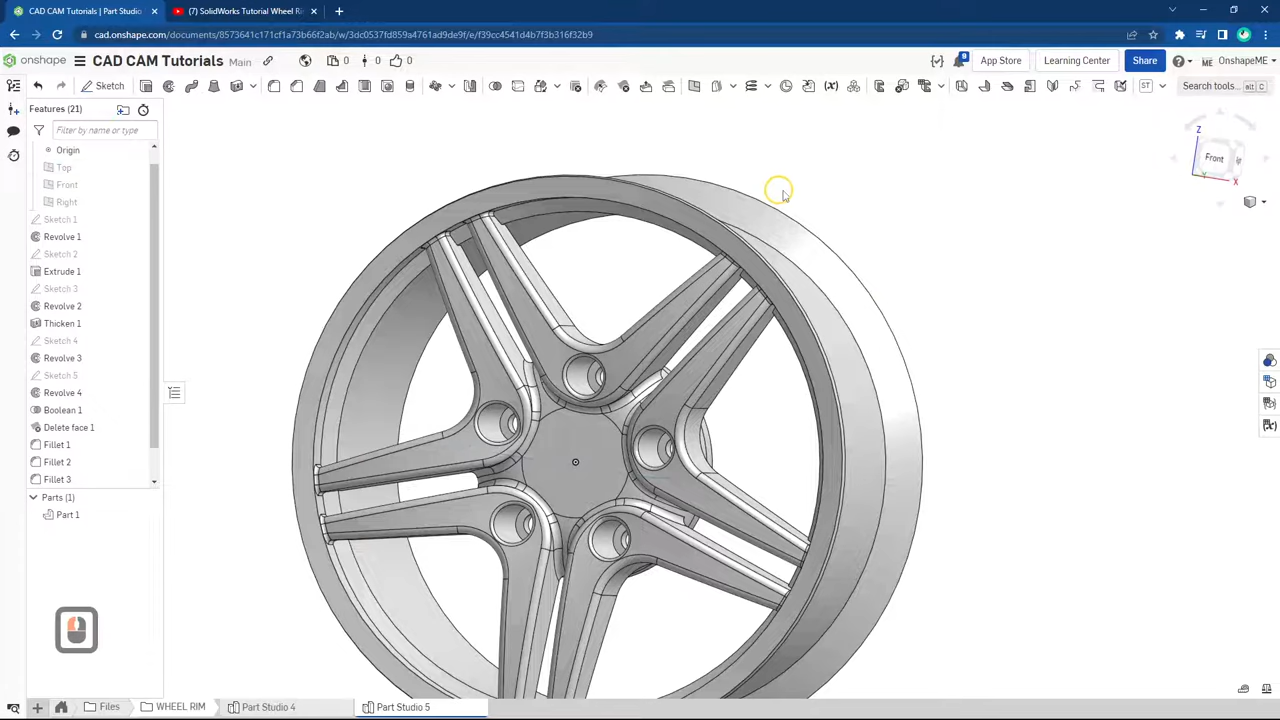 CAD CAM Tutorials | Part Studio
(7) SolidWorks Tutorial Wheel Ri
cad.onshape.com/documents/8573641c171cf1a73b66f2ab/w/3dc0537fd859a4761ad9de9f/e/f39cc4541d4b7f3b316f32b9
onshape CAD CAM Tutorials Main 0 0 0
9 App Store Learning Center Share OnshapeME
Sketch
Search tools... alt C
Features (21)
Filter by name or type
Origin
Top
Front
Right
Sketch 1
Revolve 1
Sketch 2
Extrude 1
Sketch 3
Revolve 2
Thicken 1
Sketch 4
Revolve 3
Sketch 5
Revolve 4
Boolean 1
Delete face 1
Fillet 1
Fillet 2
Fillet 3
Parts (1)
Part 1
Z
Front
X
Files WHEEL RIM Part Studio 4 Part Studio 5